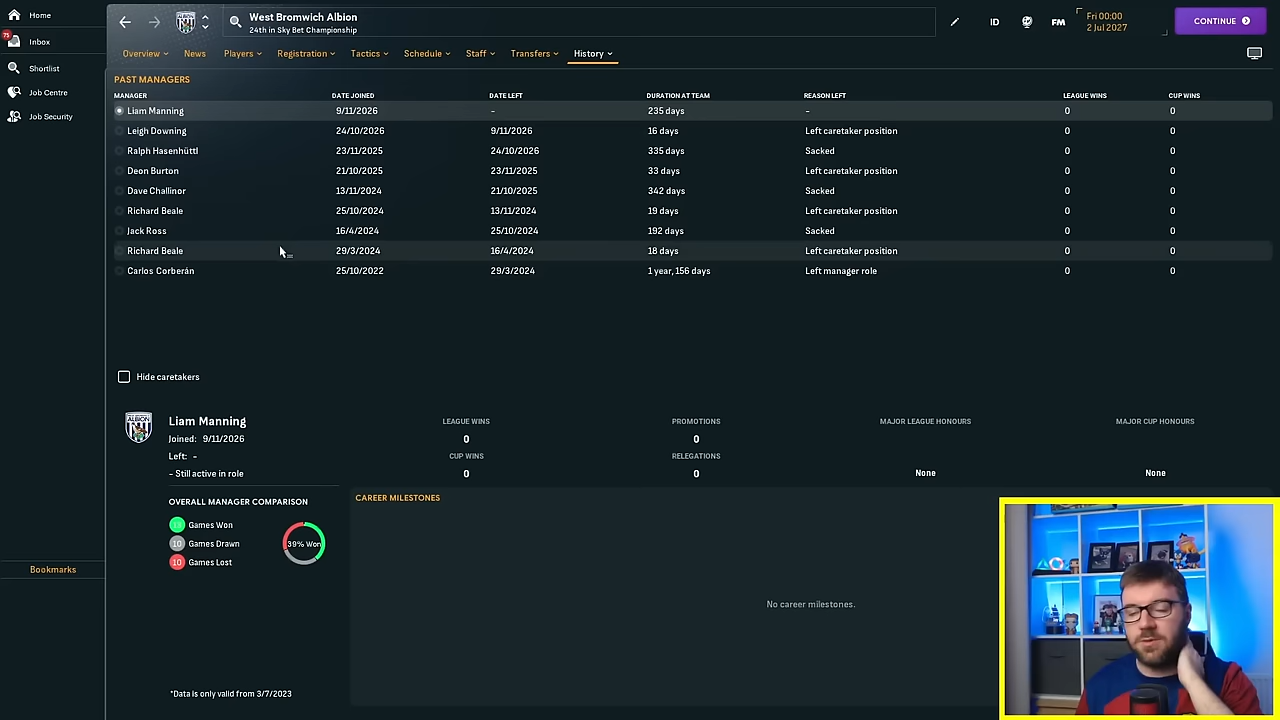 Home
75
Inbox
Shortlist
Job Centre
Job Security
Bookmarks
West Bromwich Albion
24th in Sky Bet Championship
ID
FM
Fri 00:00
2 Jul 2027
CONTINUE
Overview News Players Registration Tactics Schedule Staff Transfers History
PAST MANAGERS
MANAGER DATE JOINED DATE LEFT DURATION AT TEAM REASON LEFT LEAGUE WINS CUP WINS
Liam Manning 9/11/2026 - 235 days - 0 0
Leigh Downing 24/10/2026 9/11/2026 16 days Left caretaker position 0 0
Ralph Hasenhüttl 23/11/2025 24/10/2026 335 days Sacked 0 0
Deon Burton 21/10/2025 23/11/2025 33 days Left caretaker position 0 0
Dave Challinor 13/11/2024 21/10/2025 342 days Sacked 0 0
Richard Beale 25/10/2024 13/11/2024 19 days Left caretaker position 0 0
Jack Ross 16/4/2024 25/10/2024 192 days Sacked 0 0
Richard Beale 29/3/2024 16/4/2024 18 days Left caretaker position 0 0
Carlos Corberán 25/10/2022 29/3/2024 1 year, 156 days Left manager role 0 0
Hide caretakers
ALBION
Liam Manning
Joined: 9/11/2026
Left: -
- Still active in role
LEAGUE WINS PROMOTIONS MAJOR LEAGUE HONOURS MAJOR CUP HONOURS
0 0
CUP WINS RELEGATIONS
0 0 None None
OVERALL MANAGER COMPARISON
Games Won
10 Games Drawn
10 Games Lost
39% Won
CAREER MILESTONES
No career milestones.
*Data is only valid from 3/7/2023